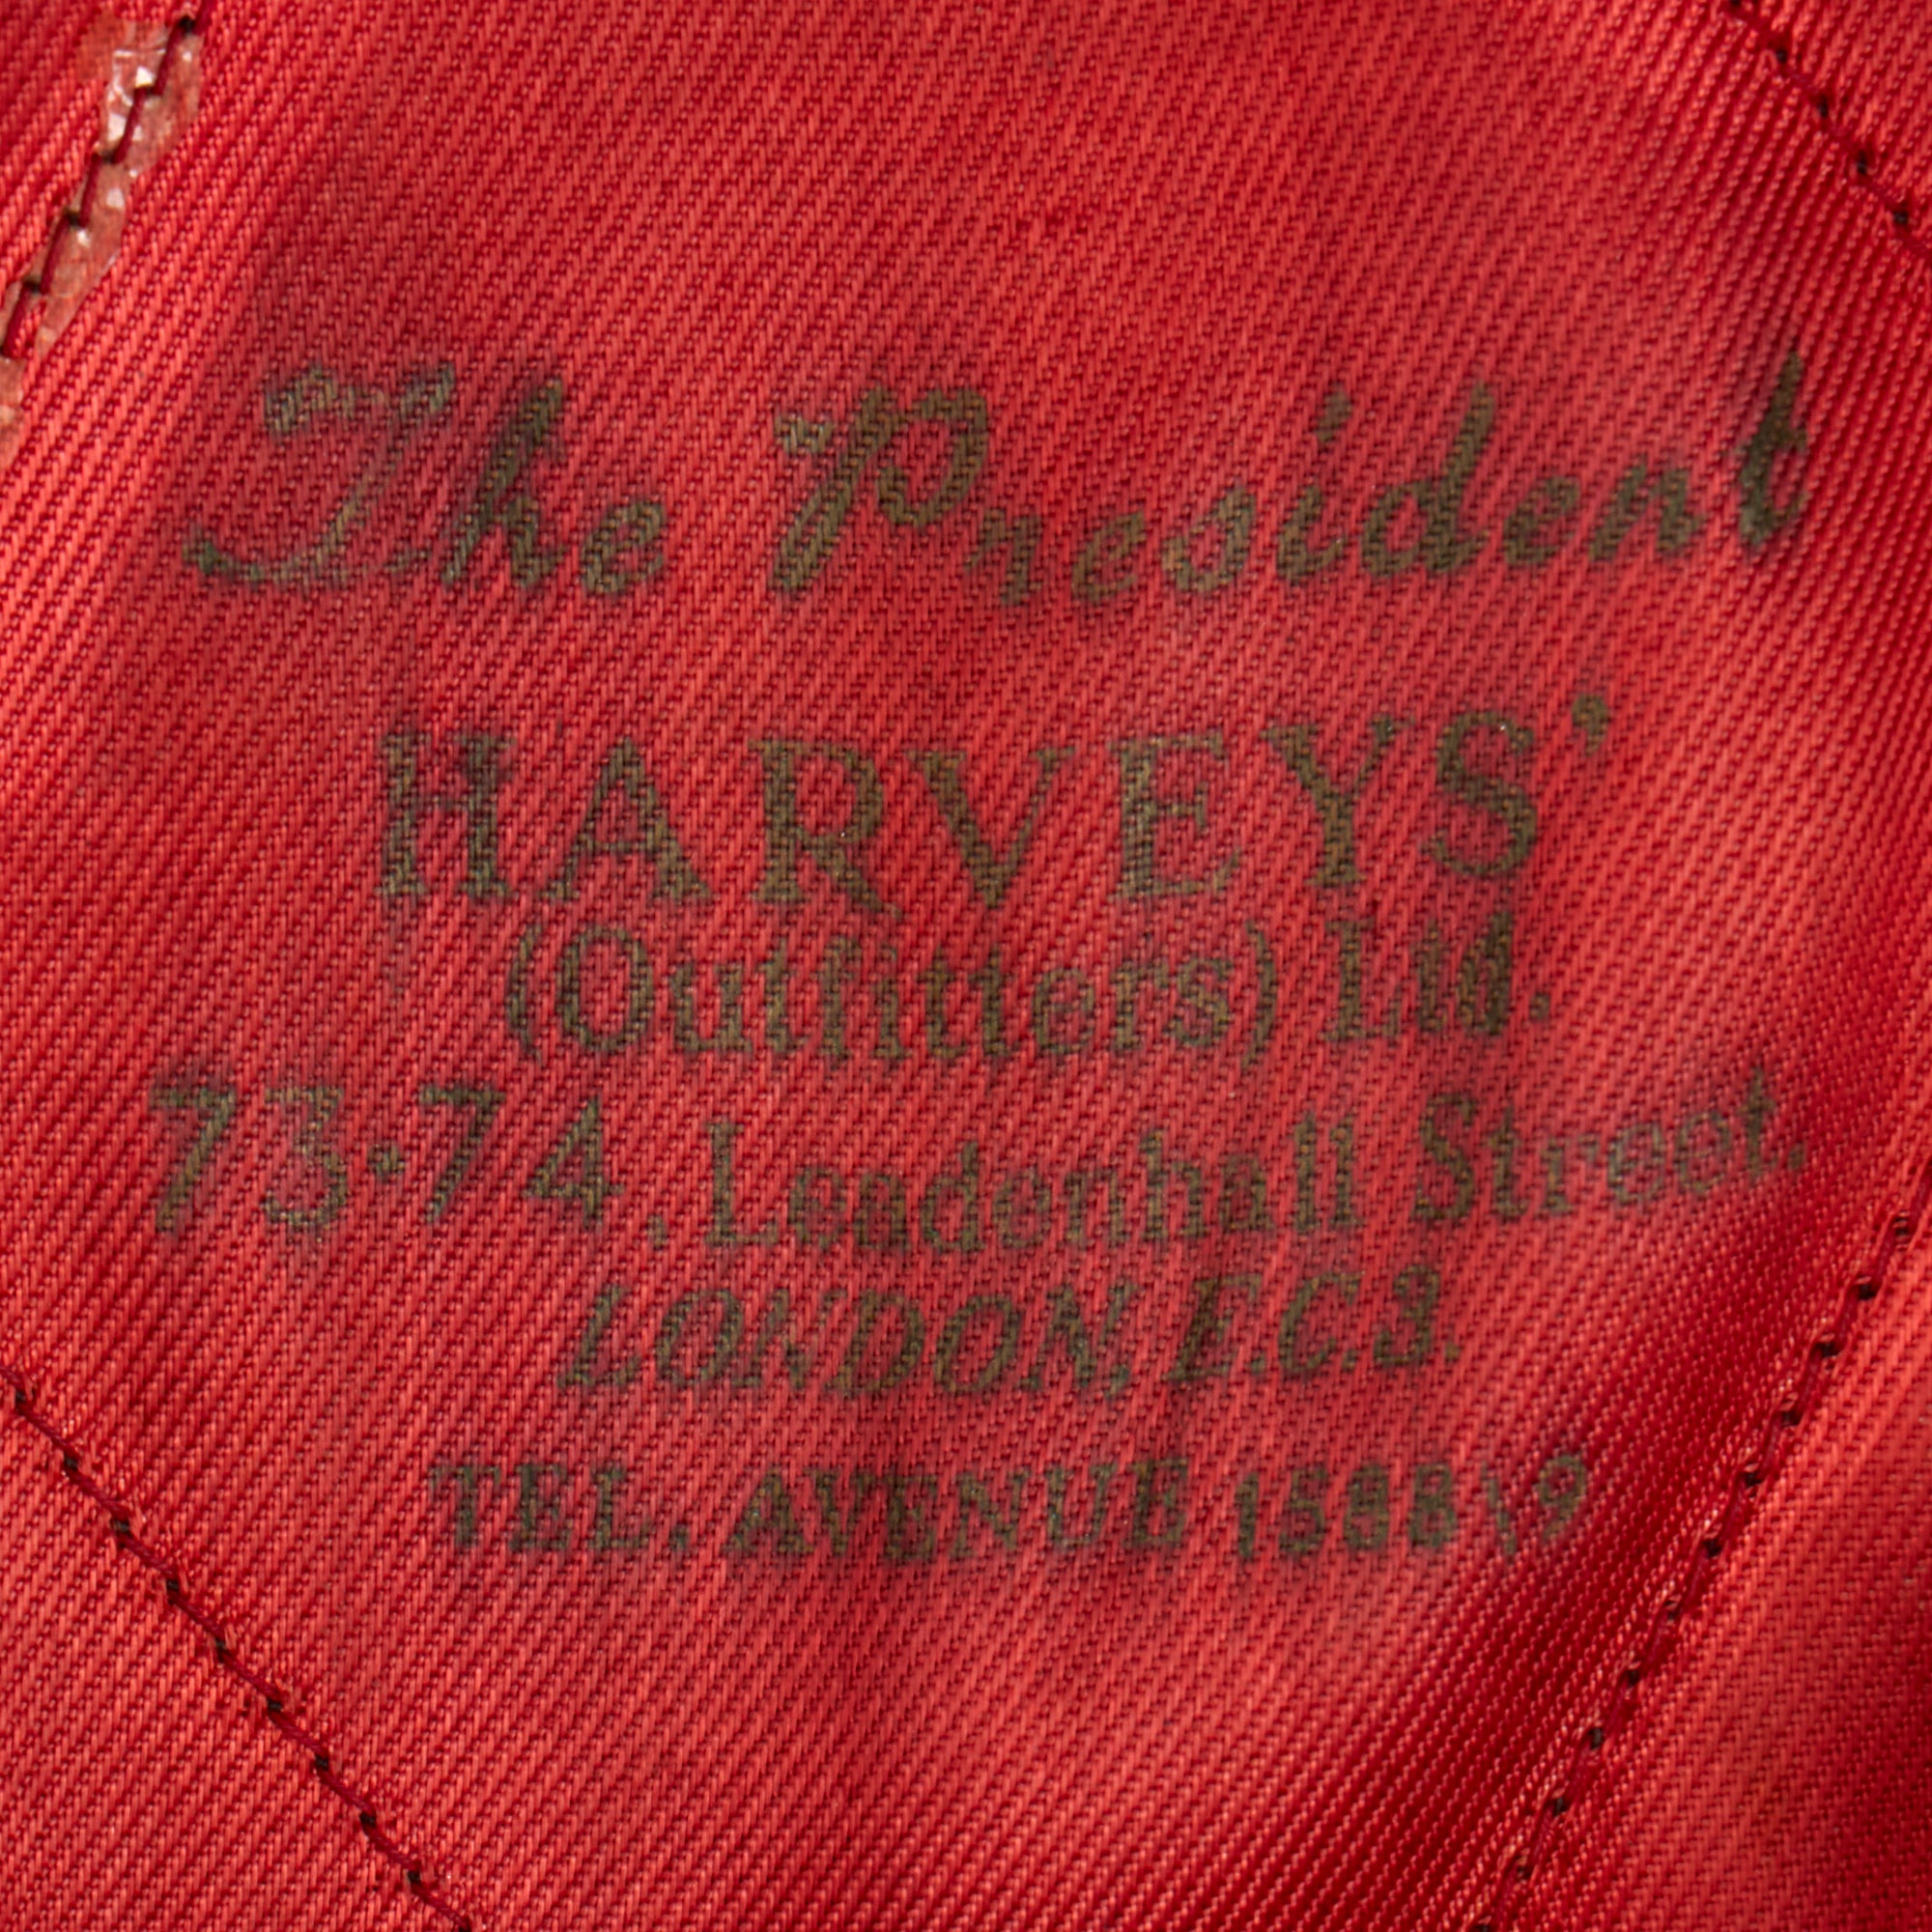 The President
HARVEYS'
(Outfitters) Ltd.
73·74, Leadenhall Street.
LONDON, E.C.3.
TEL. AVENUE 1588\9